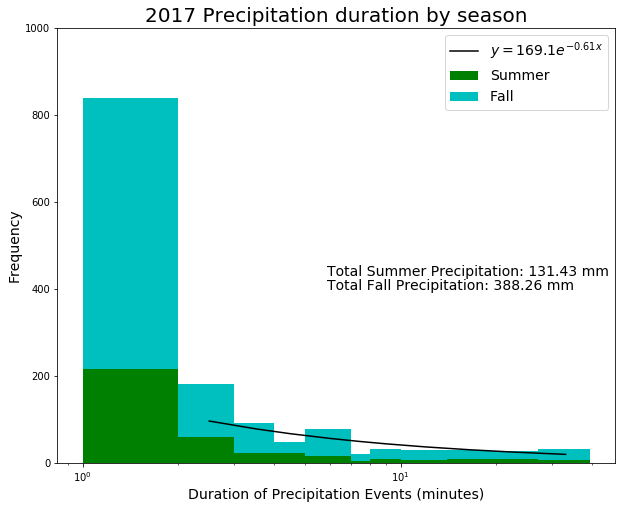 2017 Precipitation duration by season
1000
800
600
400
200
0
Frequency
y = 169.1e^{-0.61x}
Summer
Fall
Total Summer Precipitation: 131.43 mm
Total Fall Precipitation: 388.26 mm
10^0
10^1
Duration of Precipitation Events (minutes)